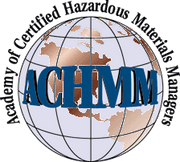 Academy of Certified Hazardous Materials Managers
ACHMM